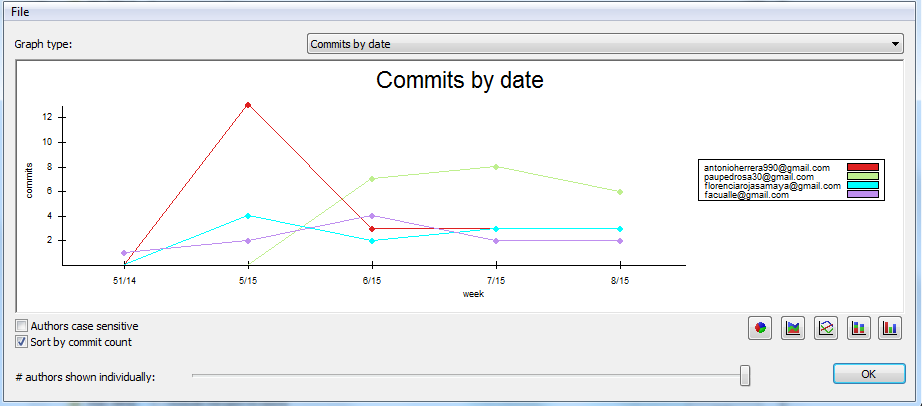 File
Graph type:
Commits by date
Commits by date
12
10
8
6
4
2
commits
51/14
5/15
6/15
7/15
8/15
week
antonioherrera990@gmail.com
paupedrosa30@gmail.com
florenciarojasamaya@gmail.com
facualle@gmail.com
Authors case sensitive
Sort by commit count
# authors shown individually:
OK